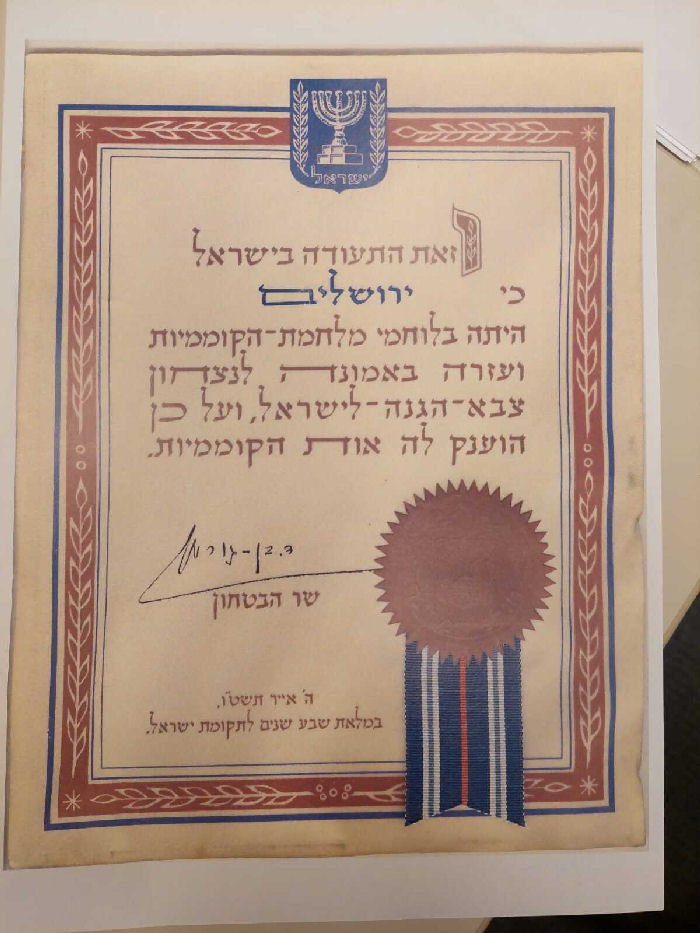 ישראל
וזאת התעודה בישראל
כי ירושלים
היתה בלוחמי מלחמת-הקוממיות
ועזרה באמונה לנצחון
צבא-הגנה-לישראל, ועל כן
הוענק לה אות הקוממיות.
ד. בן-גוריון
שר הבטחון
ה' אייר תשט"ו,
במלאת שבע שנים לתקומת ישראל.